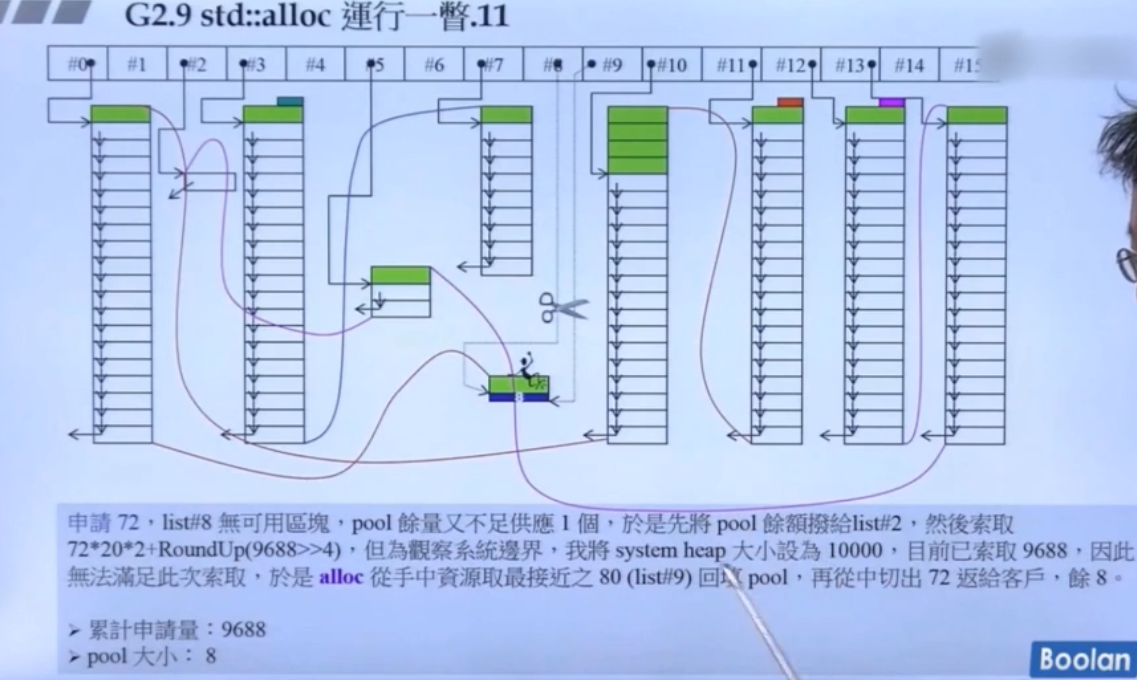 G2.9 std::alloc 運行一瞥.11
#0 #1 #2 #3 #4 #5 #6 #7 #8 #9 #10 #11 #12 #13 #14 #15
8
申請 72，list#8 無可用區塊，pool 餘量又不足供應 1 個，於是先將 pool 餘額撥給list#2，然後索取
72*20*2+RoundUp(9688>>4)，但為觀察系統邊界，我將 system heap 大小設為 10000，目前已索取 9688，因此
無法滿足此次索取，於是 alloc 從手中資源取最接近之 80 (list#9) 回填 pool，再從中切出 72 返給客戶，餘 8。
➢ 累計申請量：9688
➢ pool 大小： 8
Boolan